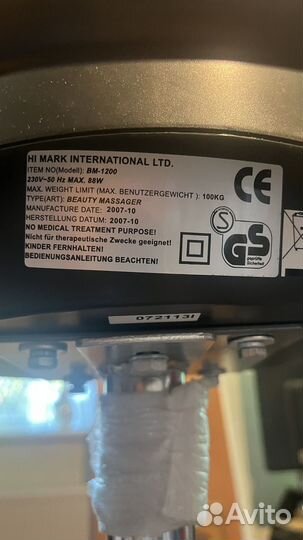 HI MARK INTERNATIONAL LTD.
ITEM NO(Modell): BM-1200
230V~50 Hz MAX. 88W
MAX. WEIGHT LIMIT (MAX. BENUTZERGEWICHT ): 100KG
TYPE(ART): BEAUTY MASSAGER
MANUFACTURE DATE: 2007-10
HERSTELLUNG DATUM: 2007-10
NO MEDICAL TREATMENT PURPOSE!
Nicht für therapeutische Zwecke geeignet!
KINDER FERNHALTEN!
BEDIENUNGSANLEITUNG BEACHTEN!
CE
S
GS
geprüfte
Sicherheit
072113I
Avito